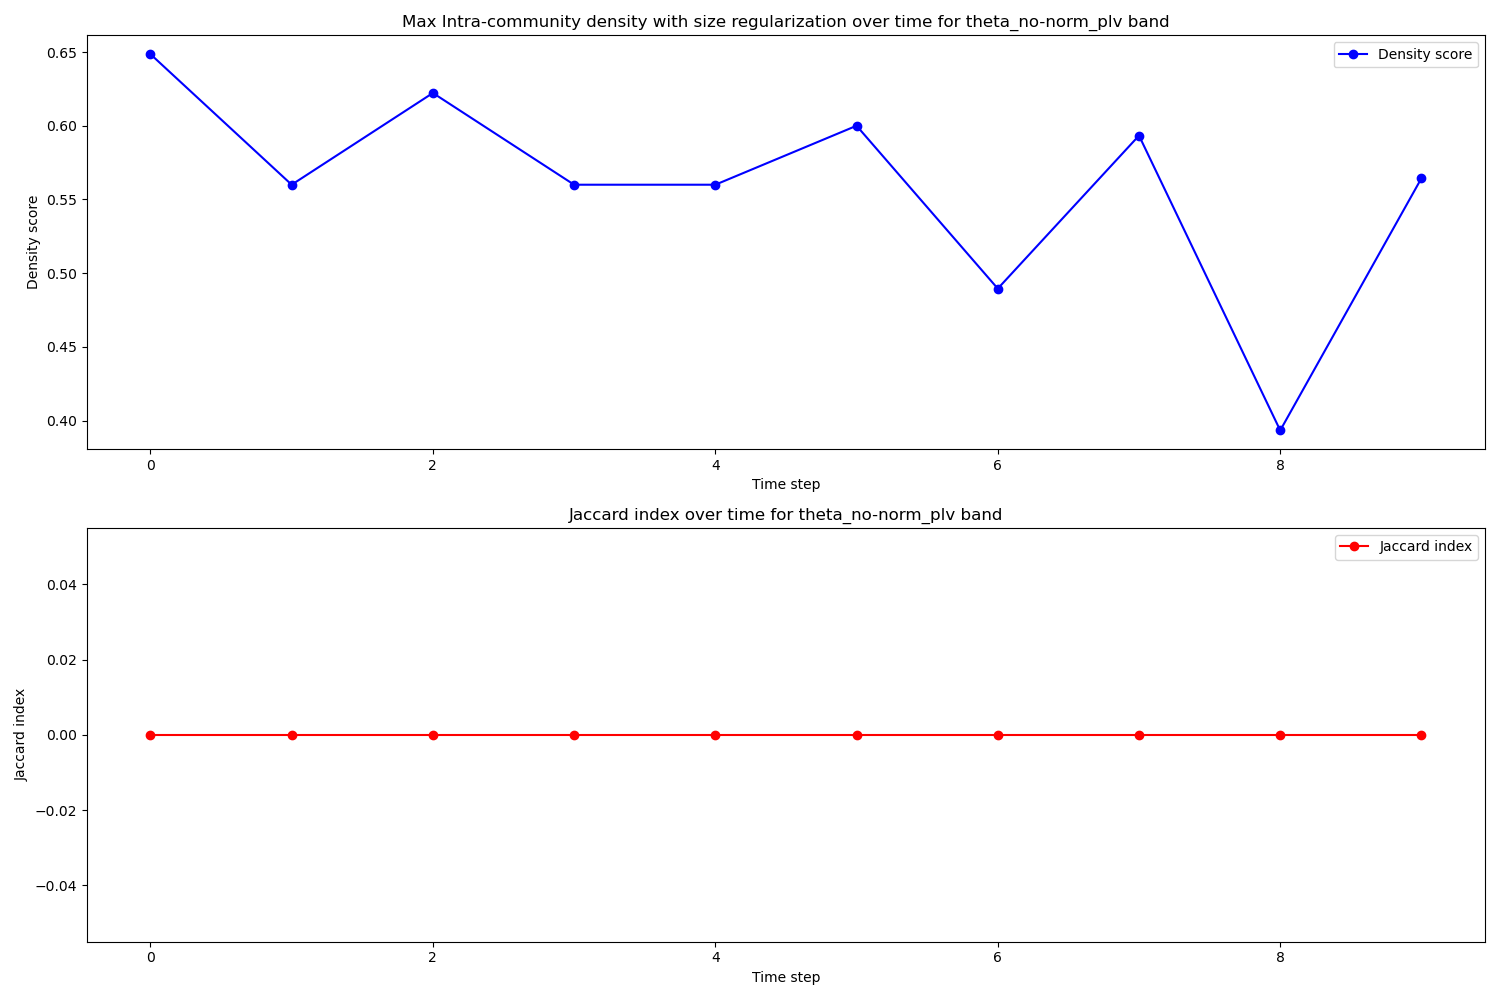 Max Intra-community density with size regularization over time for theta_no-norm_plv band
Density score
0.65
0.60
0.55
0.50
0.45
0.40
Density score
0 2 4 6 8
Time step
Jaccard index over time for theta_no-norm_plv band
Jaccard index
0.04
0.02
0.00
−0.02
−0.04
Jaccard index
0 2 4 6 8
Time step